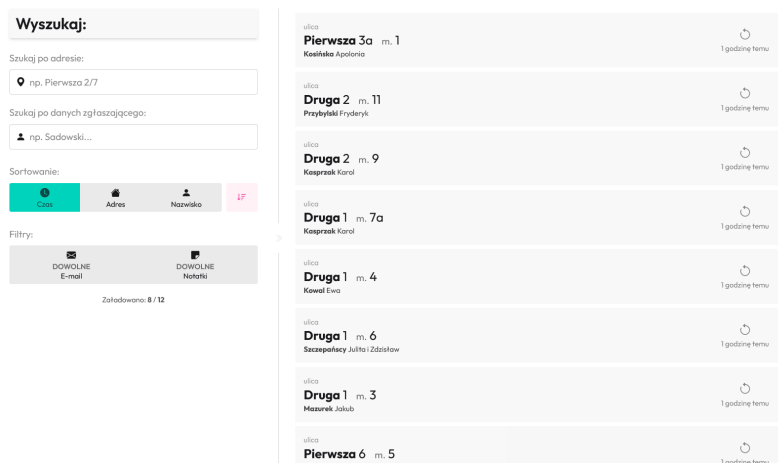 Wyszukaj:
Szukaj po adresie:
np. Pierwsza 2/7
Szukaj po danych zgłaszającego:
np. Sadowski...
Sortowanie:
Czas
Adres
Nazwisko
Filtry:
DOWOLNE
E-mail
DOWOLNE
Notatki
Załadowano: 8 / 12
ulica
Pierwsza 3a m. 1
Kosińska Apolonia
1 godzinę temu
ulica
Druga 2 m. 11
Przybylski Fryderyk
1 godzinę temu
ulica
Druga 2 m. 9
Kasprzak Karol
1 godzinę temu
ulica
Druga 1 m. 7a
Kasprzak Karol
1 godzinę temu
ulica
Druga 1 m. 4
Kowal Ewa
1 godzinę temu
ulica
Druga 1 m. 6
Szczepańscy Julita i Zdzisław
1 godzinę temu
ulica
Druga 1 m. 3
Mazurek Jakub
1 godzinę temu
ulica
Pierwsza 6 m. 5
1 godzinę temu